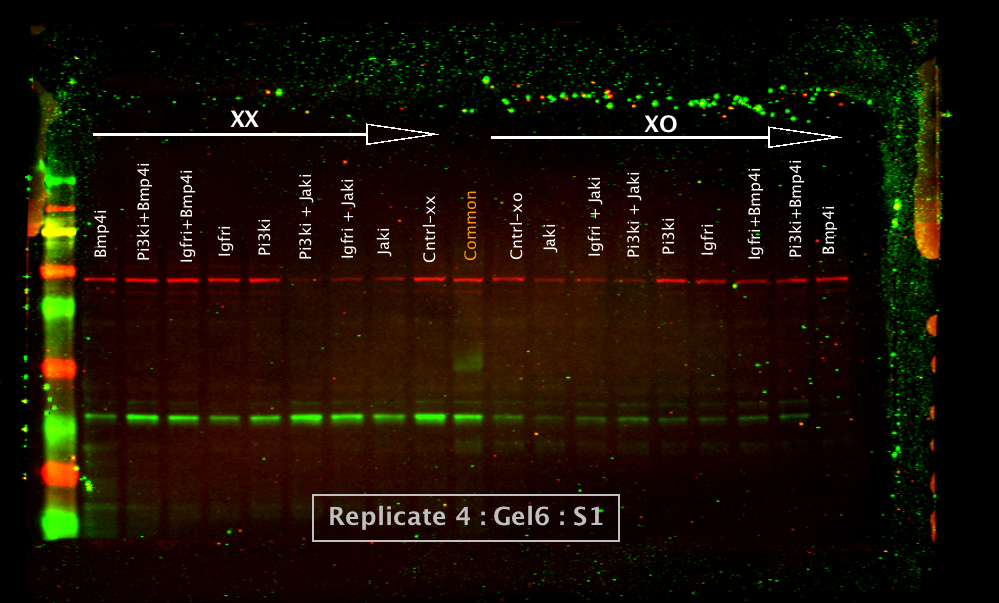 XX
XO
Bmp4i
Pi3ki+Bmp4i
Igfri+Bmp4i
Igfri
Pi3ki
Pi3ki + Jaki
Igfri + Jaki
Jaki
Cntrl-xx
Common
Cntrl-xo
Jaki
Igfri + Jaki
Pi3ki + Jaki
Pi3ki
Igfri
Igfri+Bmp4i
Pi3ki+Bmp4i
Bmp4i
Replicate 4 : Gel6 : S1